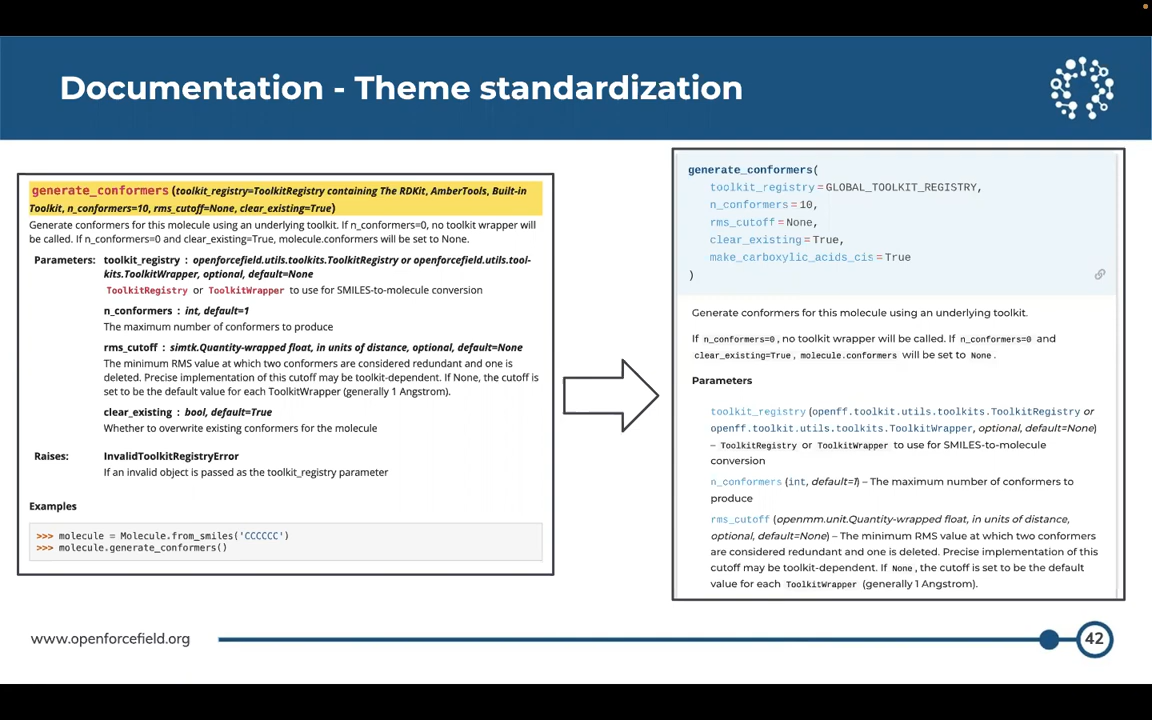 Documentation - Theme standardization
generate_conformers (toolkit_registry=ToolkitRegistry containing The RDKit, AmberTools, Built-in
Toolkit, n_conformers=10, rms_cutoff=None, clear_existing=True)
Generate conformers for this molecule using an underlying toolkit. If n_conformers=0, no toolkit wrapper will
be called. If n_conformers=0 and clear_existing=True, molecule.conformers will be set to None.
Parameters: toolkit_registry : openforcefield.utils.toolkits.ToolkitRegistry or openforcefield.utils.tool-
kits.ToolkitWrapper, optional, default=None
ToolkitRegistry or ToolkitWrapper to use for SMILES-to-molecule conversion
n_conformers : int, default=1
The maximum number of conformers to produce
rms_cutoff : simtk.Quantity-wrapped float, in units of distance, optional, default=None
The minimum RMS value at which two conformers are considered redundant and one is
deleted. Precise implementation of this cutoff may be toolkit-dependent. If None, the cutoff is
set to be the default value for each ToolkitWrapper (generally 1 Angstrom).
clear_existing : bool, default=True
Whether to overwrite existing conformers for the molecule
Raises: InvalidToolkitRegistryError
If an invalid object is passed as the toolkit_registry parameter
Examples
>>> molecule = Molecule.from_smiles('CCCCCC')
>>> molecule.generate_conformers()
generate_conformers(
toolkit_registry=GLOBAL_TOOLKIT_REGISTRY,
n_conformers=10,
rms_cutoff=None,
clear_existing=True,
make_carboxylic_acids_cis=True
)
Generate conformers for this molecule using an underlying toolkit.
If n_conformers=0, no toolkit wrapper will be called. If n_conformers=0 and
clear_existing=True, molecule.conformers will be set to None.
Parameters
toolkit_registry (openff.toolkit.utils.toolkits.ToolkitRegistry or
openff.toolkit.utils.toolkits.ToolkitWrapper, optional, default=None)
– ToolkitRegistry or ToolkitWrapper to use for SMILES-to-molecule
conversion
n_conformers (int, default=1) – The maximum number of conformers to
produce
rms_cutoff (openmm.unit.Quantity-wrapped float, in units of distance,
optional, default=None) – The minimum RMS value at which two conformers
are considered redundant and one is deleted. Precise implementation of this
cutoff may be toolkit-dependent. If None, the cutoff is set to be the default
value for each ToolkitWrapper (generally 1 Angstrom).
www.openforcefield.org
42